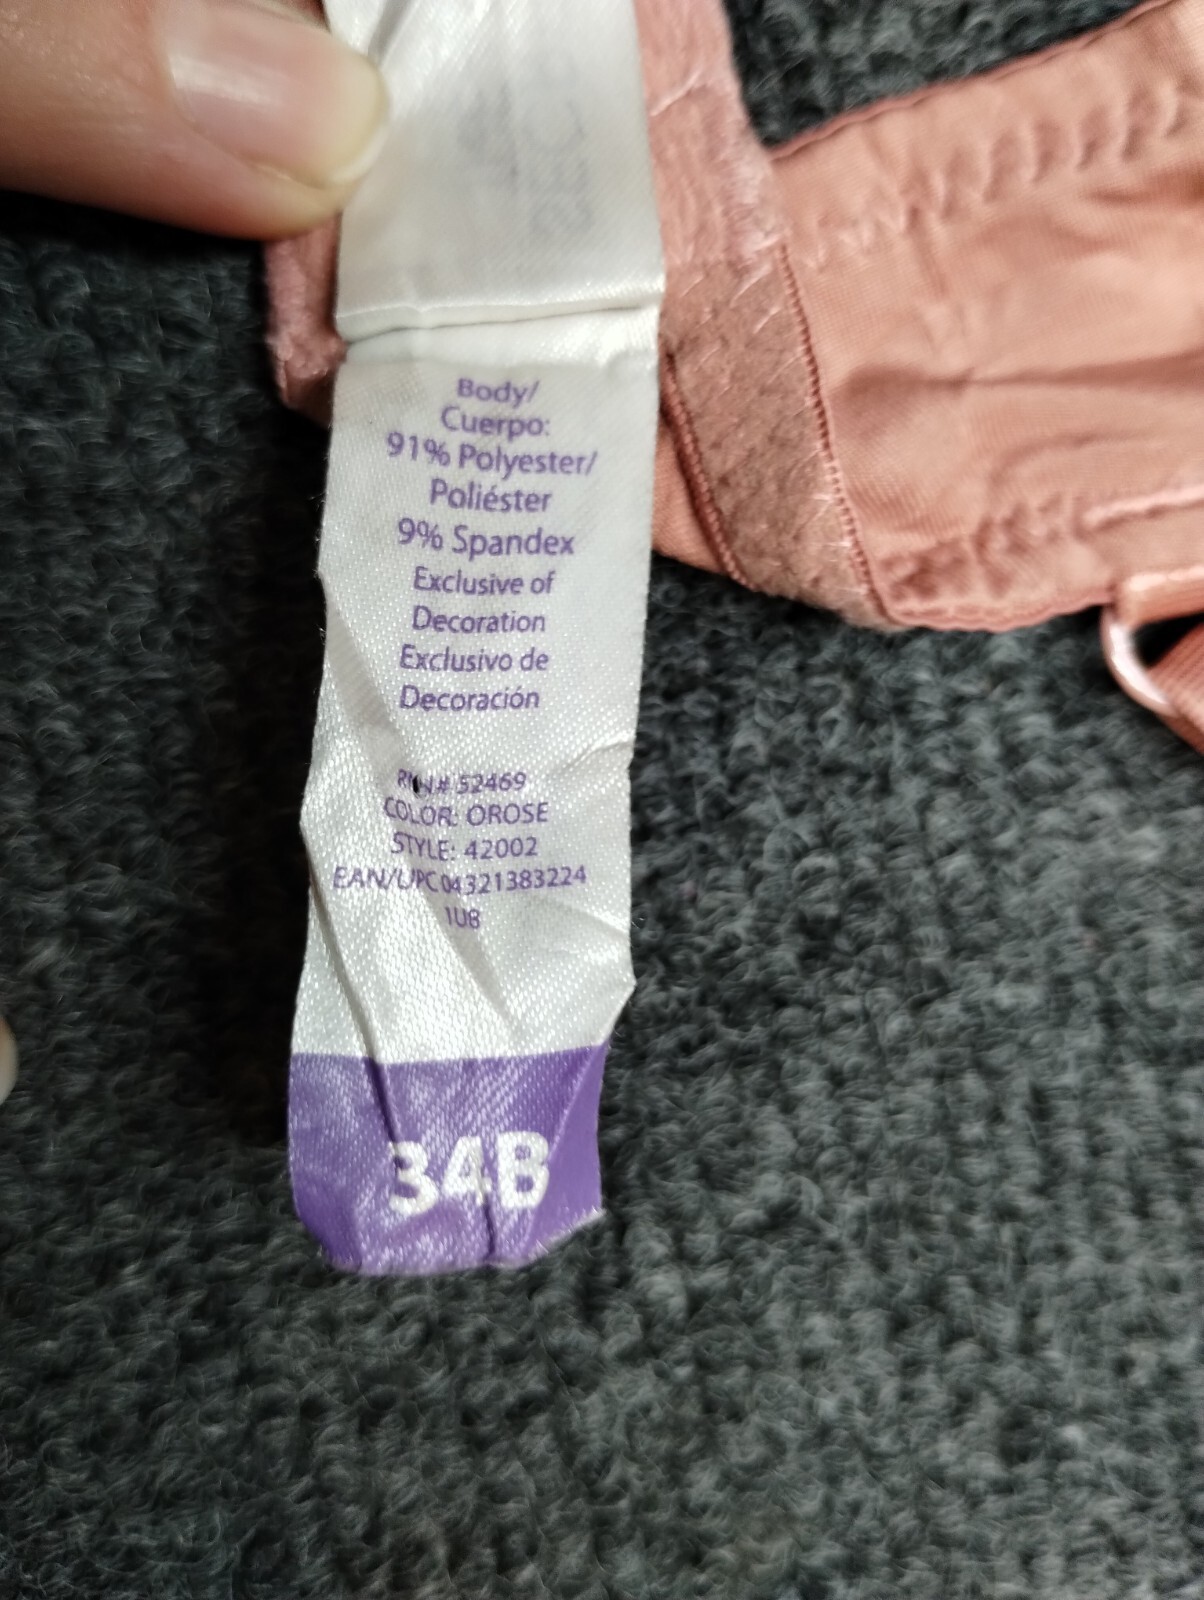 Body/
Cuerpo:
91% Polyester/
Poliéster
9% Spandex
Exclusive of
Decoration
Exclusivo de
Decoración
RN# 52469
COLOR: OROSE
STYLE: 42002
EAN/UPC 04321383224
1U8
34B